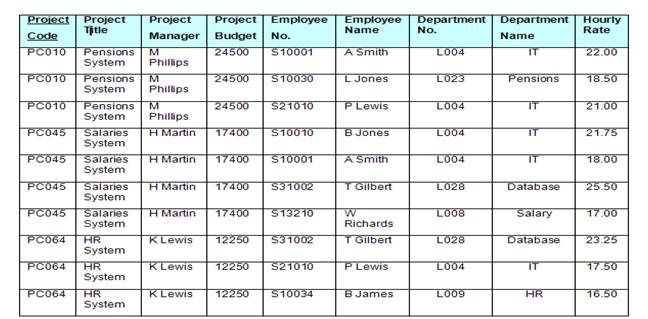 Project Code | Project Title | Project Manager | Project Budget | Employee No. | Employee Name | Department No. | Department Name | Hourly Rate
PC010 | Pensions System | M Phillips | 24500 | S10001 | A Smith | L004 | IT | 22.00
PC010 | Pensions System | M Phillips | 24500 | S10030 | L Jones | L023 | Pensions | 18.50
PC010 | Pensions System | M Phillips | 24500 | S21010 | P Lewis | L004 | IT | 21.00
PC045 | Salaries System | H Martin | 17400 | S10010 | B Jones | L004 | IT | 21.75
PC045 | Salaries System | H Martin | 17400 | S10001 | A Smith | L004 | IT | 18.00
PC045 | Salaries System | H Martin | 17400 | S31002 | T Gilbert | L028 | Database | 25.50
PC045 | Salaries System | H Martin | 17400 | S13210 | W Richards | L008 | Salary | 17.00
PC064 | HR System | K Lewis | 12250 | S31002 | T Gilbert | L028 | Database | 23.25
PC064 | HR System | K Lewis | 12250 | S21010 | P Lewis | L004 | IT | 17.50
PC064 | HR System | K Lewis | 12250 | S10034 | B James | L009 | HR | 16.50